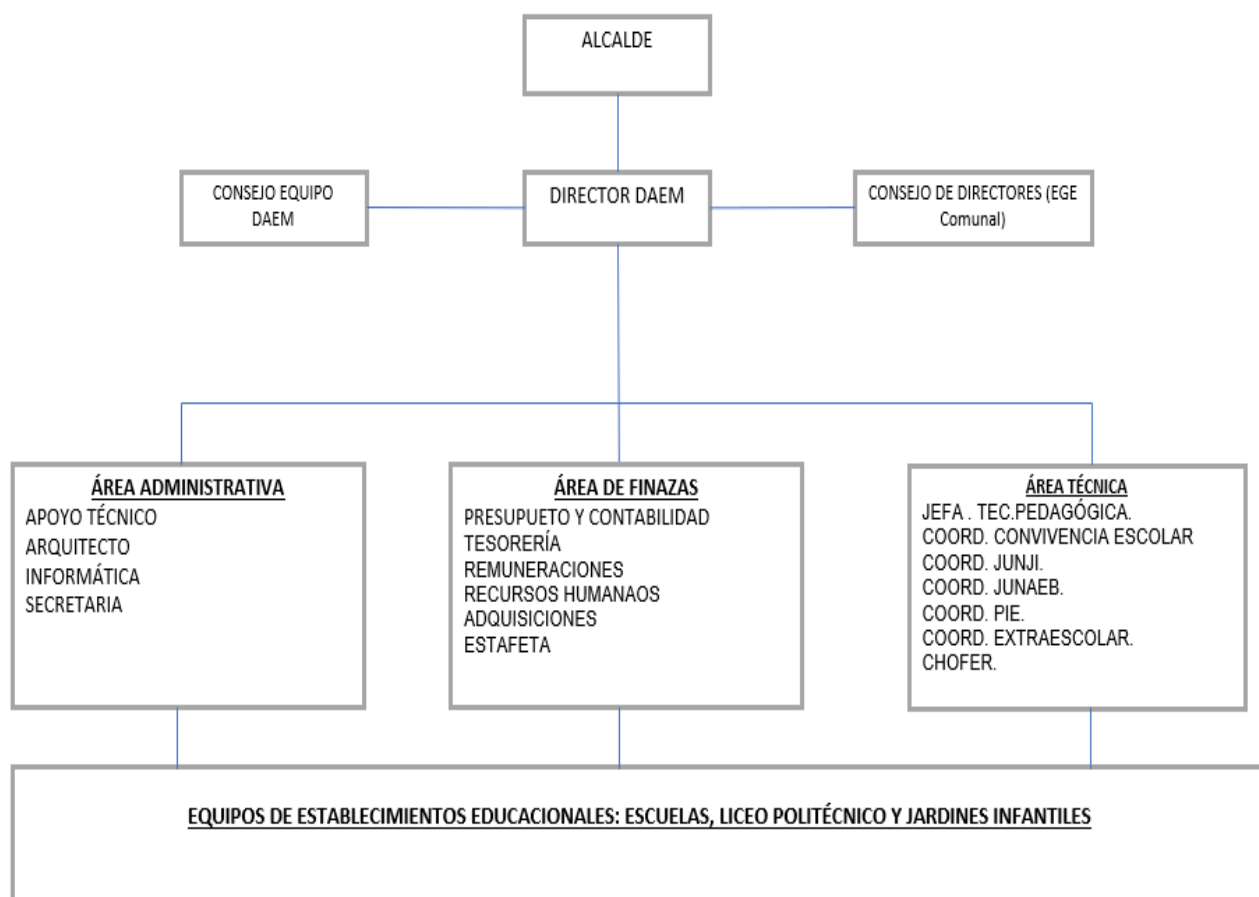 ALCALDE
CONSEJO EQUIPO
DAEM
DIRECTOR DAEM
CONSEJO DE DIRECTORES (EGE
Comunal)
ÁREA ADMINISTRATIVA
APOYO TÉCNICO
ARQUITECTO
INFORMÁTICA
SECRETARIA
ÁREA DE FINAZAS
PRESUPUETO Y CONTABILIDAD
TESORERÍA
REMUNERACIONES
RECURSOS HUMANAOS
ADQUISICIONES
ESTAFETA
ÁREA TÉCNICA
JEFA . TEC.PEDAGÓGICA.
COORD. CONVIVENCIA ESCOLAR
COORD. JUNJI.
COORD. JUNAEB.
COORD. PIE.
COORD. EXTRAESCOLAR.
CHOFER.
EQUIPOS DE ESTABLECIMIENTOS EDUCACIONALES: ESCUELAS, LICEO POLITÉCNICO Y JARDINES INFANTILES